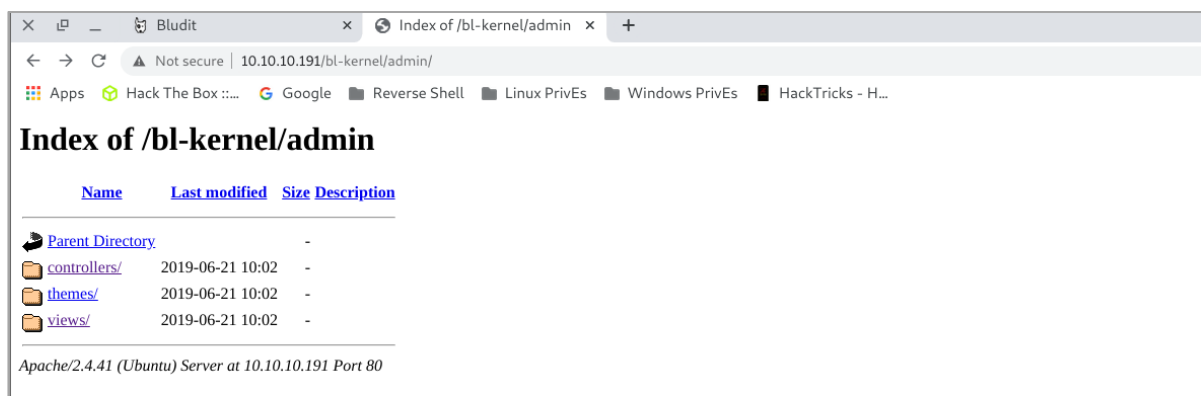 Bludit
Index of /bl-kernel/admin
Not secure | 10.10.10.191/bl-kernel/admin/
Apps Hack The Box ::... Google Reverse Shell Linux PrivEs Windows PrivEs HackTricks - H...
Index of /bl-kernel/admin
Name Last modified Size Description
Parent Directory -
controllers/ 2019-06-21 10:02 -
themes/ 2019-06-21 10:02 -
views/ 2019-06-21 10:02 -
Apache/2.4.41 (Ubuntu) Server at 10.10.10.191 Port 80